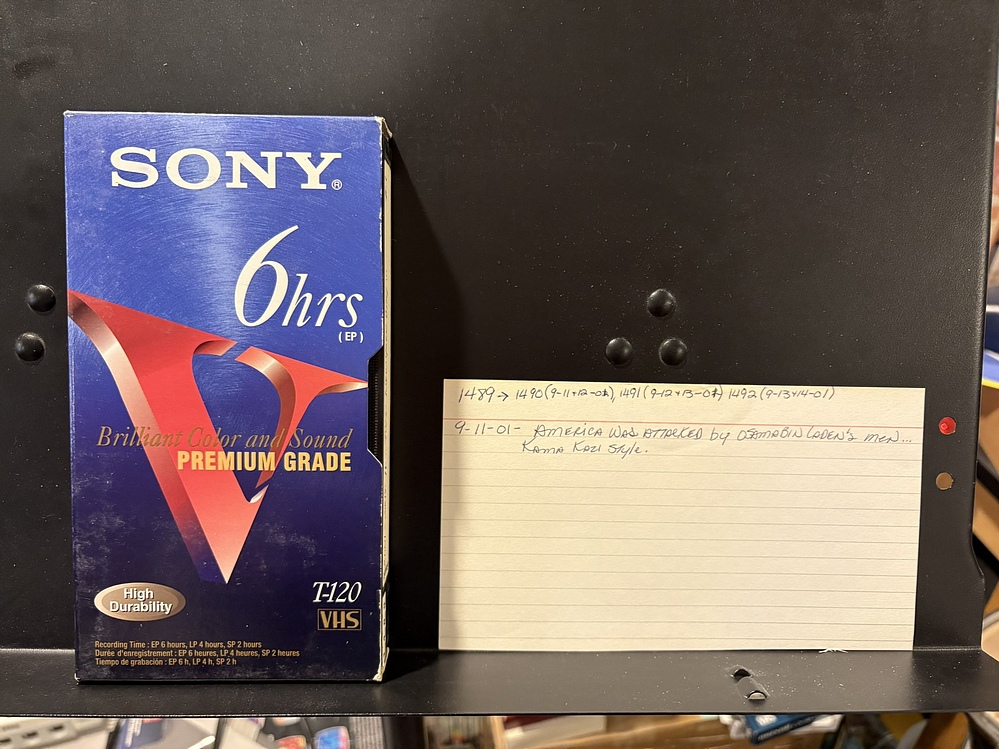 SONY®
6hrs
(EP)
Brilliant Color and Sound
PREMIUM GRADE
V
High
Durability
T-120
VHS
Recording Time : EP 6 hours, LP 4 hours, SP 2 hours
Durée d'enregistrement : EP 6 heures, LP 4 heures, SP 2 heures
Tiempo de grabación : EP 6 h, LP 4 h, SP 2 h
1489→ 1490 (9-11+12-01), 1491 (9-12+13-01) 1492 (9-13+14-01)
9-11-01- AMERICA WAS ATTACKED by OSAMA BIN LADEN'S MEN...
KAMA KAZI Style.